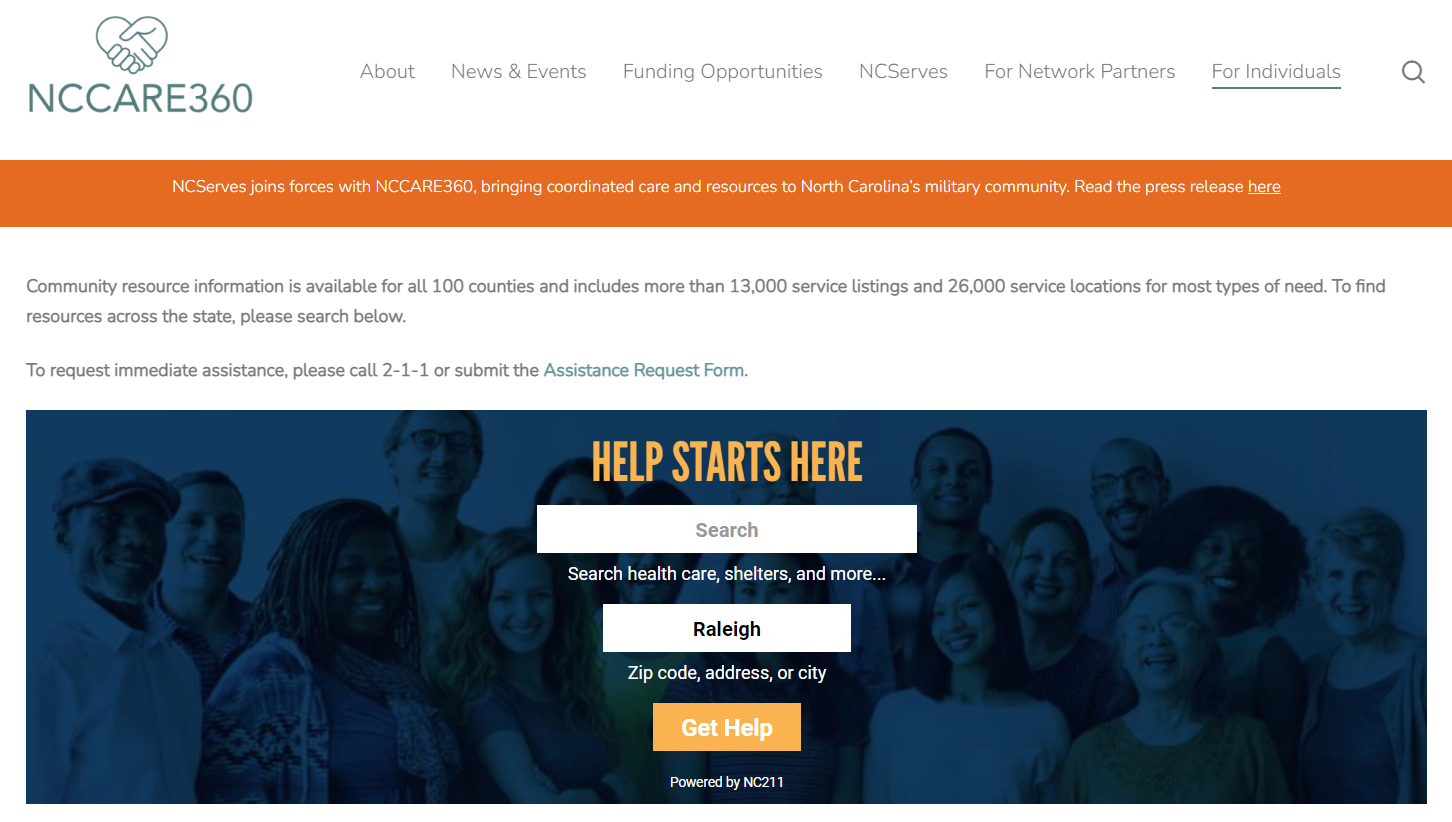 NCCARE360
About
News & Events
Funding Opportunities
NCServes
For Network Partners
For Individuals
NCServes joins forces with NCCARE360, bringing coordinated care and resources to North Carolina's military community. Read the press release here
Community resource information is available for all 100 counties and includes more than 13,000 service listings and 26,000 service locations for most types of need. To find
resources across the state, please search below.
To request immediate assistance, please call 2-1-1 or submit the Assistance Request Form.
HELP STARTS HERE
Search
Search health care, shelters, and more...
Raleigh
Zip code, address, or city
Get Help
Powered by NC211